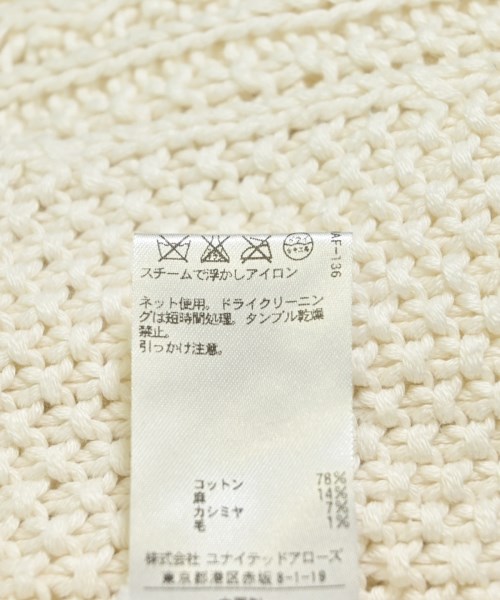 AF-136
スチームで浮かしアイロン
ネット使用。ドライクリーニン
グは短時間処理。タンブル乾燥
禁止。
引っかけ注意。
コットン 78%
麻 14%
カシミヤ 7%
毛 1%
株式会社 ユナイテッドアローズ
東京都港区赤坂8-1-19